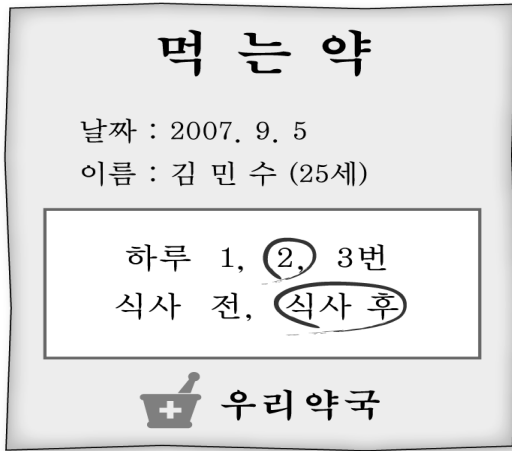 먹 는 약
날짜 : 2007. 9. 5
이름 : 김 민 수 (25세)
하루 1, 2, 3번
식사 전, 식사 후
우리약국